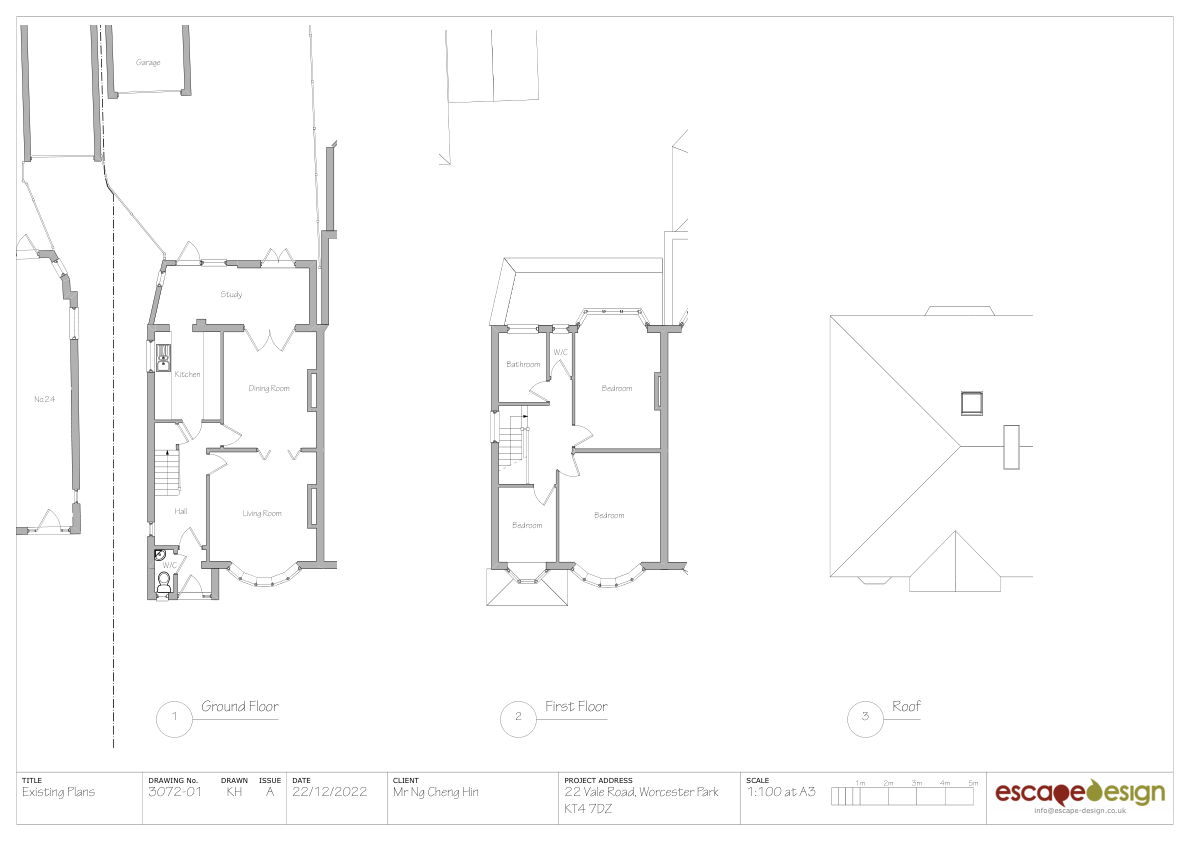 Garage
Study
Kitchen
Dining Room
No24
Hall
Living Room
W/C
Bathroom
W/C
Bedroom
Bedroom
Bedroom
1 Ground Floor
2 First Floor
3 Roof
TITLE
Existing Plans
DRAWING No. DRAWN ISSUE
3072-01 KH A
DATE
22/12/2022
CLIENT
Mr Ng Cheng Hin
PROJECT ADDRESS
22 Vale Road, Worcester Park
KT4 7DZ
SCALE
1:100 at A3
1m 2m 3m 4m 5m
escapedesign
info@escape-design.co.uk